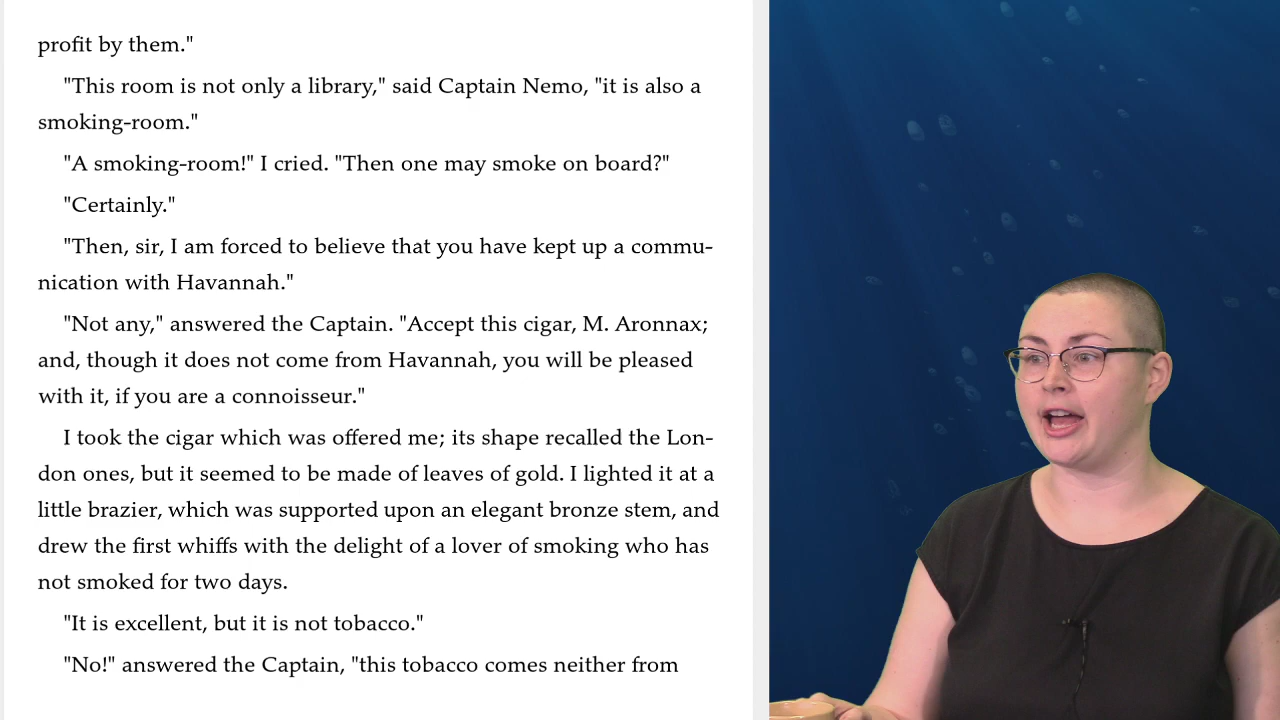 profit by them."
"This room is not only a library," said Captain Nemo, "it is also a
smoking-room."
"A smoking-room!" I cried. "Then one may smoke on board?"
"Certainly."
"Then, sir, I am forced to believe that you have kept up a commu-
nication with Havannah."
"Not any," answered the Captain. "Accept this cigar, M. Aronnax;
and, though it does not come from Havannah, you will be pleased
with it, if you are a connoisseur."
I took the cigar which was offered me; its shape recalled the Lon-
don ones, but it seemed to be made of leaves of gold. I lighted it at a
little brazier, which was supported upon an elegant bronze stem, and
drew the first whiffs with the delight of a lover of smoking who has
not smoked for two days.
"It is excellent, but it is not tobacco."
"No!" answered the Captain, "this tobacco comes neither from